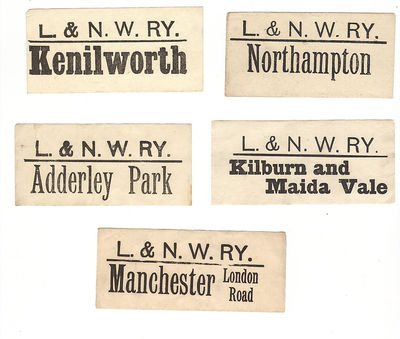 L. & N. W. RY.
Kenilworth
L. & N. W. RY.
Northampton
L. & N. W. RY.
Adderley Park
L. & N. W. RY.
Kilburn and
Maida Vale
L. & N. W. RY.
Manchester London
Road